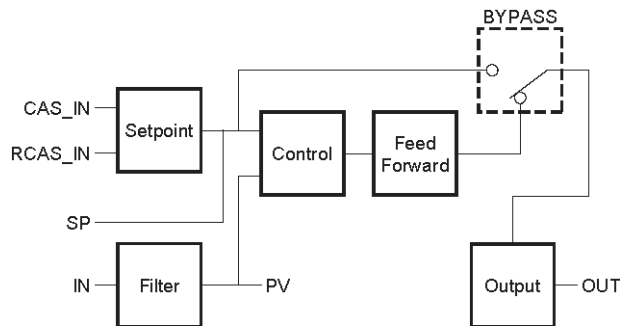 BYPASS
CAS_IN
Setpoint
RCAS_IN
Control
Feed
Forward
SP
IN
Filter
PV
Output
OUT